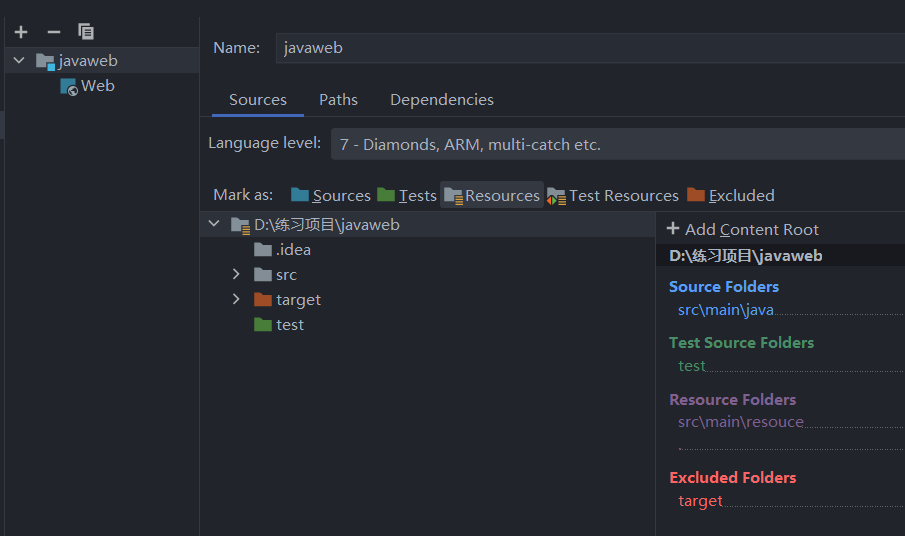 javaweb
Web
Name: javaweb
Sources Paths Dependencies
Language level: 7 - Diamonds, ARM, multi-catch etc.
Mark as: Sources Tests Resources Test Resources Excluded
D:\练习项目\javaweb
.idea
src
target
test
Add Content Root
D:\练习项目\javaweb
Source Folders
src\main\java
Test Source Folders
test
Resource Folders
src\main\resouce
.
Excluded Folders
target